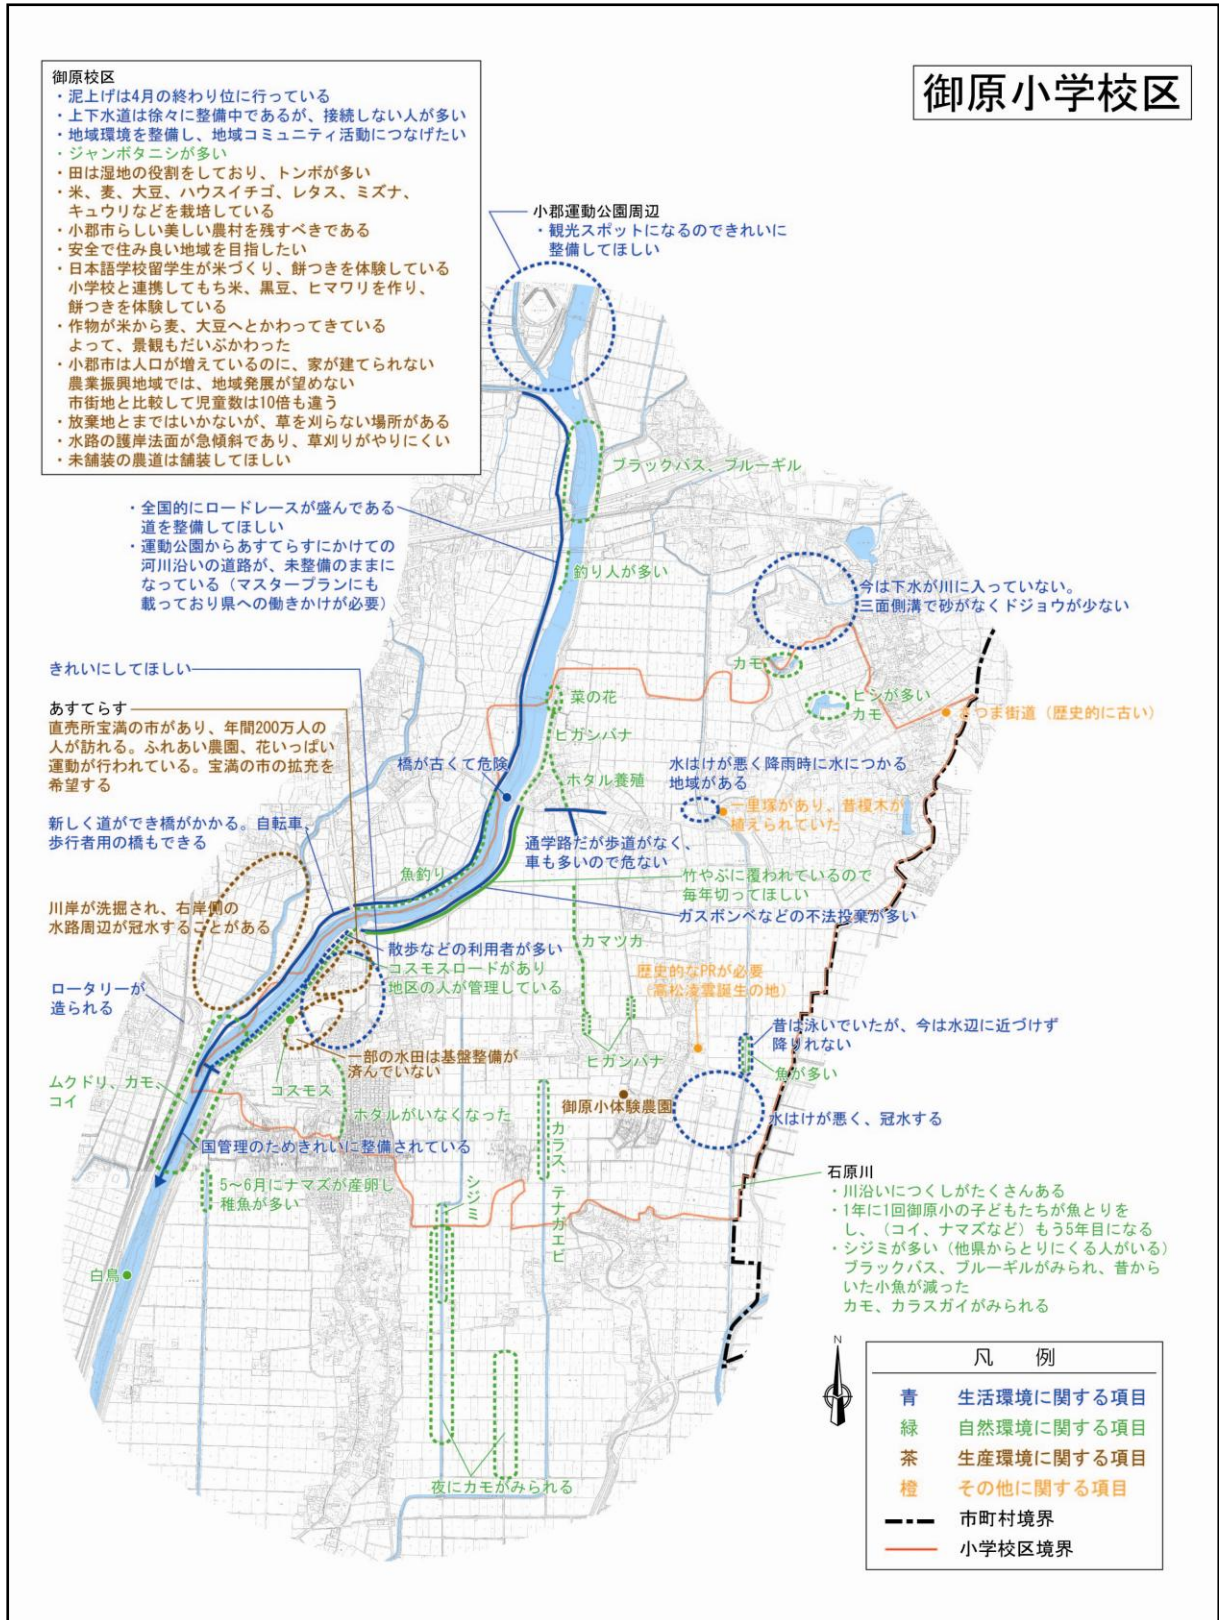 御原小学校区
御原校区
・泥上げは4月の終わり位に行っている
・上下水道は徐々に整備中であるが、接続しない人が多い
・地域環境を整備し、地域コミュニティ活動につなげたい
・ジャンボタニシが多い
・田は湿地の役割をしており、トンボが多い
・米、麦、大豆、ハウスイチゴ、レタス、ミズナ、
キュウリなどを栽培している
・小郡市らしい美しい農村を残すべきである
・安全で住み良い地域を目指したい
・日本語学校留学生が米づくり、餅つきを体験している
小学校と連携してもち米、黒豆、ヒマワリを作り、
餅つきを体験している
・作物が米から麦、大豆へとかわってきている
よって、景観もだいぶかわった
・小郡市は人口が増えているのに、家が建てられない
農業振興地域では、地域発展が望めない
市街地と比較して児童数は10倍も違う
・放棄地とまではいかないが、草を刈らない場所がある
・水路の護岸法面が急傾斜であり、草刈りがやりにくい
・未舗装の農道は舗装してほしい
小郡運動公園周辺
・観光スポットになるのできれいに
整備してほしい
ブラックバス、ブルーギル
・全国的にロードレースが盛んである
道を整備してほしい
・運動公園からあすてらすにかけての
河川沿いの道路が、未整備のままに
なっている（マスタープランにも
載っており県への働きかけが必要）
釣り人が多い
今は下水が川に入っていない。
三面側溝で砂がなくドジョウが少ない
きれいにしてほしい
カモ
菜の花
ヒシが多い
カモ
さつま街道（歴史的に古い）
あすてらす
直売所宝満の市があり、年間200万人の
人が訪れる。ふれあい農園、花いっぱい
運動が行われている。宝満の市の拡充を
希望する
ヒガンバナ
橋が古くて危険
ホタル養殖
水はけが悪く降雨時に水につかる
地域がある
一里塚があり、昔榎木が
植えられていた
新しく道ができ橋がかかる。自転車、
歩行者用の橋もできる
通学路だが歩道がなく、
車も多いので危ない
魚釣り
竹やぶに覆われているので
毎年切ってほしい
ガスボンベなどの不法投棄が多い
川岸が洗掘され、右岸側の
水路周辺が冠水することがある
散歩などの利用者が多い
コスモスロードがあり
地区の人が管理している
カマツカ
歴史的なPRが必要
（高松凌雲誕生の地）
ロータリーが
造られる
昔は泳いでいたが、今は水辺に近づけず
降りれない
一部の水田は基盤整備が
済んでいない
ヒガンバナ
魚が多い
ムクドリ、カモ、
コイ
コスモス
御原小体験農園
ホタルがいなくなった
水はけが悪く、冠水する
国管理のためきれいに整備されている
カラス、テナガエビ
5～6月にナマズが産卵し
稚魚が多い
シジミ
石原川
・川沿いにつくしがたくさんある
・1年に1回御原小の子どもたちが魚とりを
し、（コイ、ナマズなど）もう5年目になる
・シジミが多い（他県からとりにくる人がいる）
ブラックバス、ブルーギルがみられ、昔から
いた小魚が減った
カモ、カラスガイがみられる
白鳥
夜にカモがみられる
N
凡　例
青　生活環境に関する項目
緑　自然環境に関する項目
茶　生産環境に関する項目
橙　その他に関する項目
市町村境界
小学校区境界